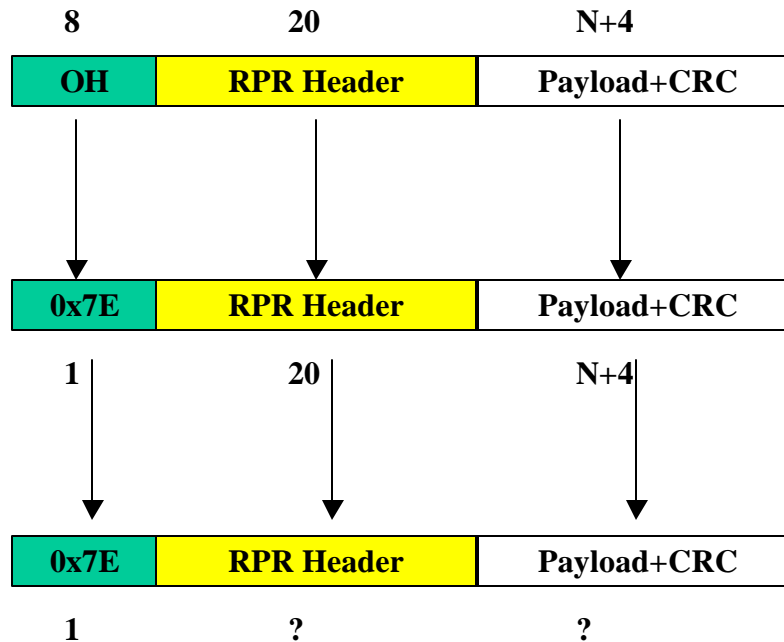 8 20 N+4
OH RPR Header Payload+CRC
0x7E RPR Header Payload+CRC
1 20 N+4
0x7E RPR Header Payload+CRC
1 ? ?